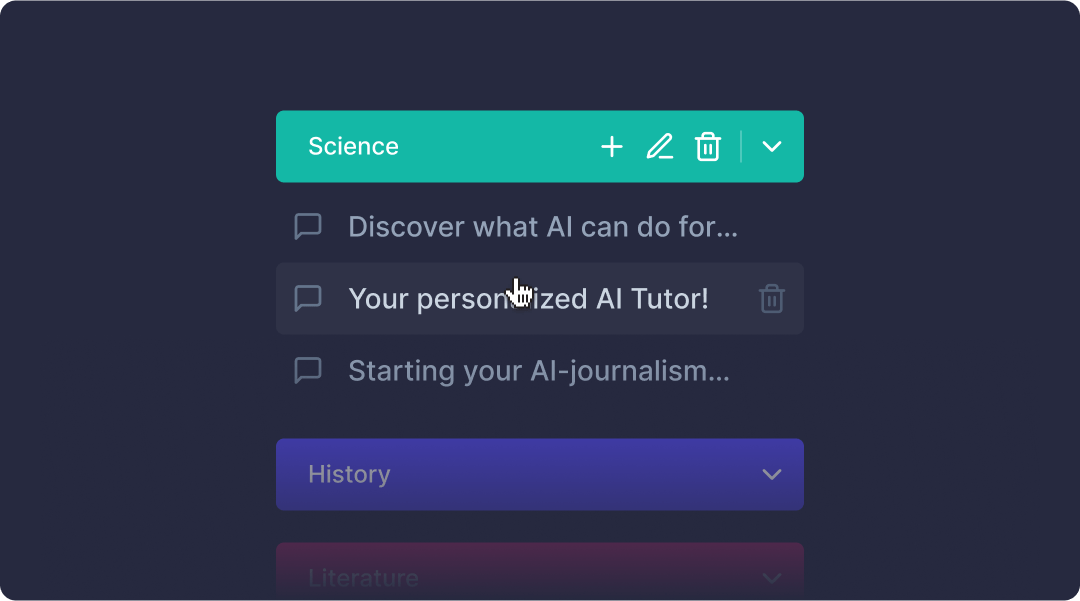 Science
Discover what AI can do for...
Your personalized AI Tutor!
Starting your AI-journalism...
History
Literature